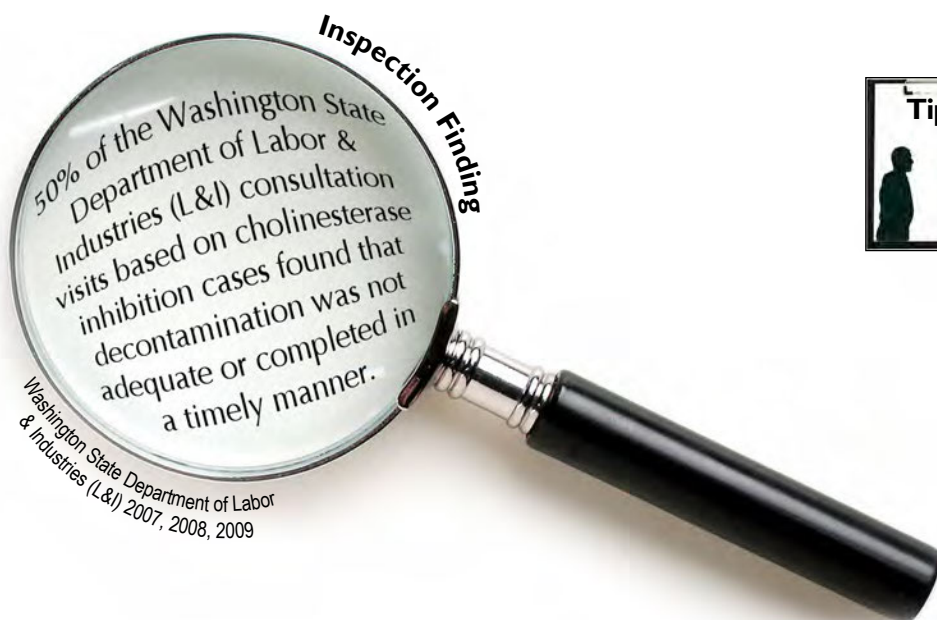 Inspection Finding
50% of the Washington State
Department of Labor &
Industries (L&I) consultation
visits based on cholinesterase
inhibition cases found that
decontamination was not
adequate or completed in
a timely manner.
Washington State Department of Labor
& Industries (L&I) 2007, 2008, 2009